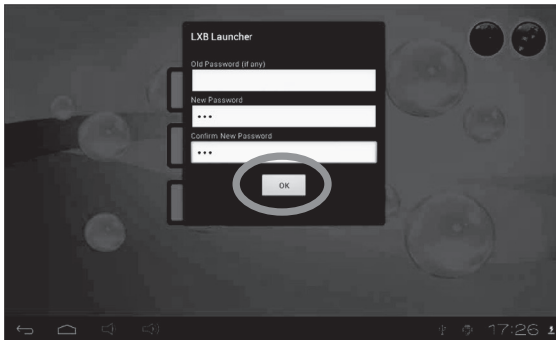 LXB Launcher
Old Password (if any)
New Password
•••
Confirm New Password
•••
OK
17:26